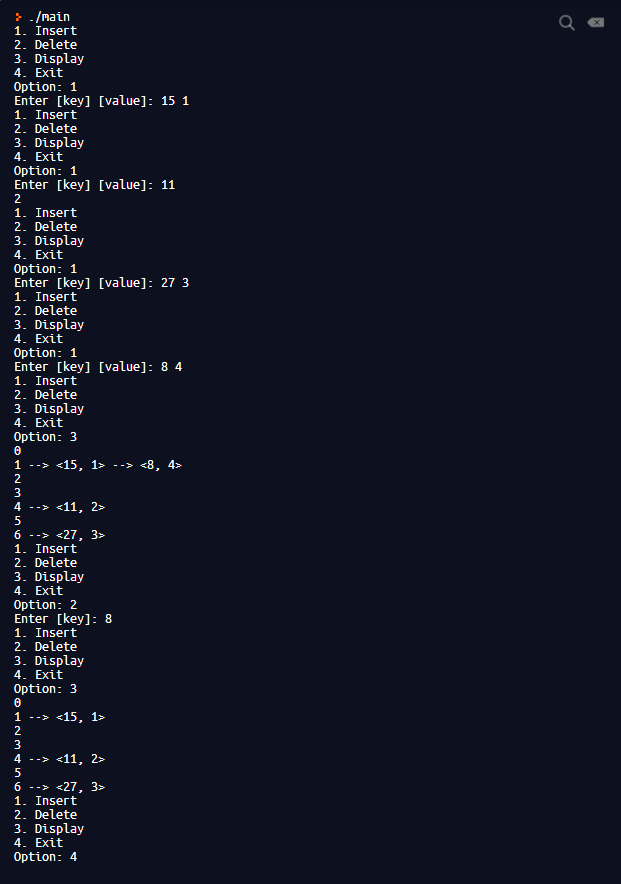 ./main
1. Insert
2. Delete
3. Display
4. Exit
Option: 1
Enter [key] [value]: 15 1
1. Insert
2. Delete
3. Display
4. Exit
Option: 1
Enter [key] [value]: 11
2
1. Insert
2. Delete
3. Display
4. Exit
Option: 1
Enter [key] [value]: 27 3
1. Insert
2. Delete
3. Display
4. Exit
Option: 1
Enter [key] [value]: 8 4
1. Insert
2. Delete
3. Display
4. Exit
Option: 3
0
1 --> <15, 1> --> <8, 4>
2
3
4 --> <11, 2>
5
6 --> <27, 3>
1. Insert
2. Delete
3. Display
4. Exit
Option: 2
Enter [key]: 8
1. Insert
2. Delete
3. Display
4. Exit
Option: 3
0
1 --> <15, 1>
2
3
4 --> <11, 2>
5
6 --> <27, 3>
1. Insert
2. Delete
3. Display
4. Exit
Option: 4